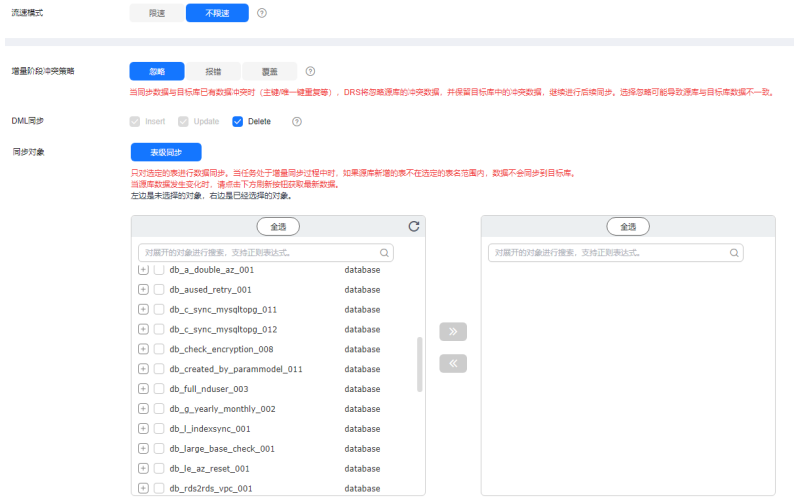 流速模式 限速 不限速
增量阶段冲突策略 忽略 报错 覆盖
当同步数据与目标库已有数据冲突时（主键/唯一键重复等），DRS将忽略源库的冲突数据，并保留目标库中的冲突数据，继续进行后续同步。选择忽略可能导致源库与目标库数据不一致。
DML同步 Insert Update Delete
同步对象 表级同步
只对选定的表进行数据同步。当任务处于增量同步过程中时，如果源库新增的表不在选定的表名范围内，数据不会同步到目标库。
当源库数据发生变化时，请点击下方刷新按钮获取最新数据。
左边是未选择的对象，右边是已经选择的对象。
全选 全选
对展开的对象进行搜索，支持正则表达式。 对展开的对象进行搜索，支持正则表达式。
db_a_double_az_001 database
db_aused_retry_001 database
db_c_sync_mysqltopg_011 database
db_c_sync_mysqltopg_012 database
db_check_encryption_008 database
db_created_by_parammodel_011 database
db_full_nduser_003 database
db_g_yearly_monthly_002 database
db_l_indexsync_001 database
db_large_base_check_001 database
db_le_az_reset_001 database
db_rds2rds_vpc_001 database